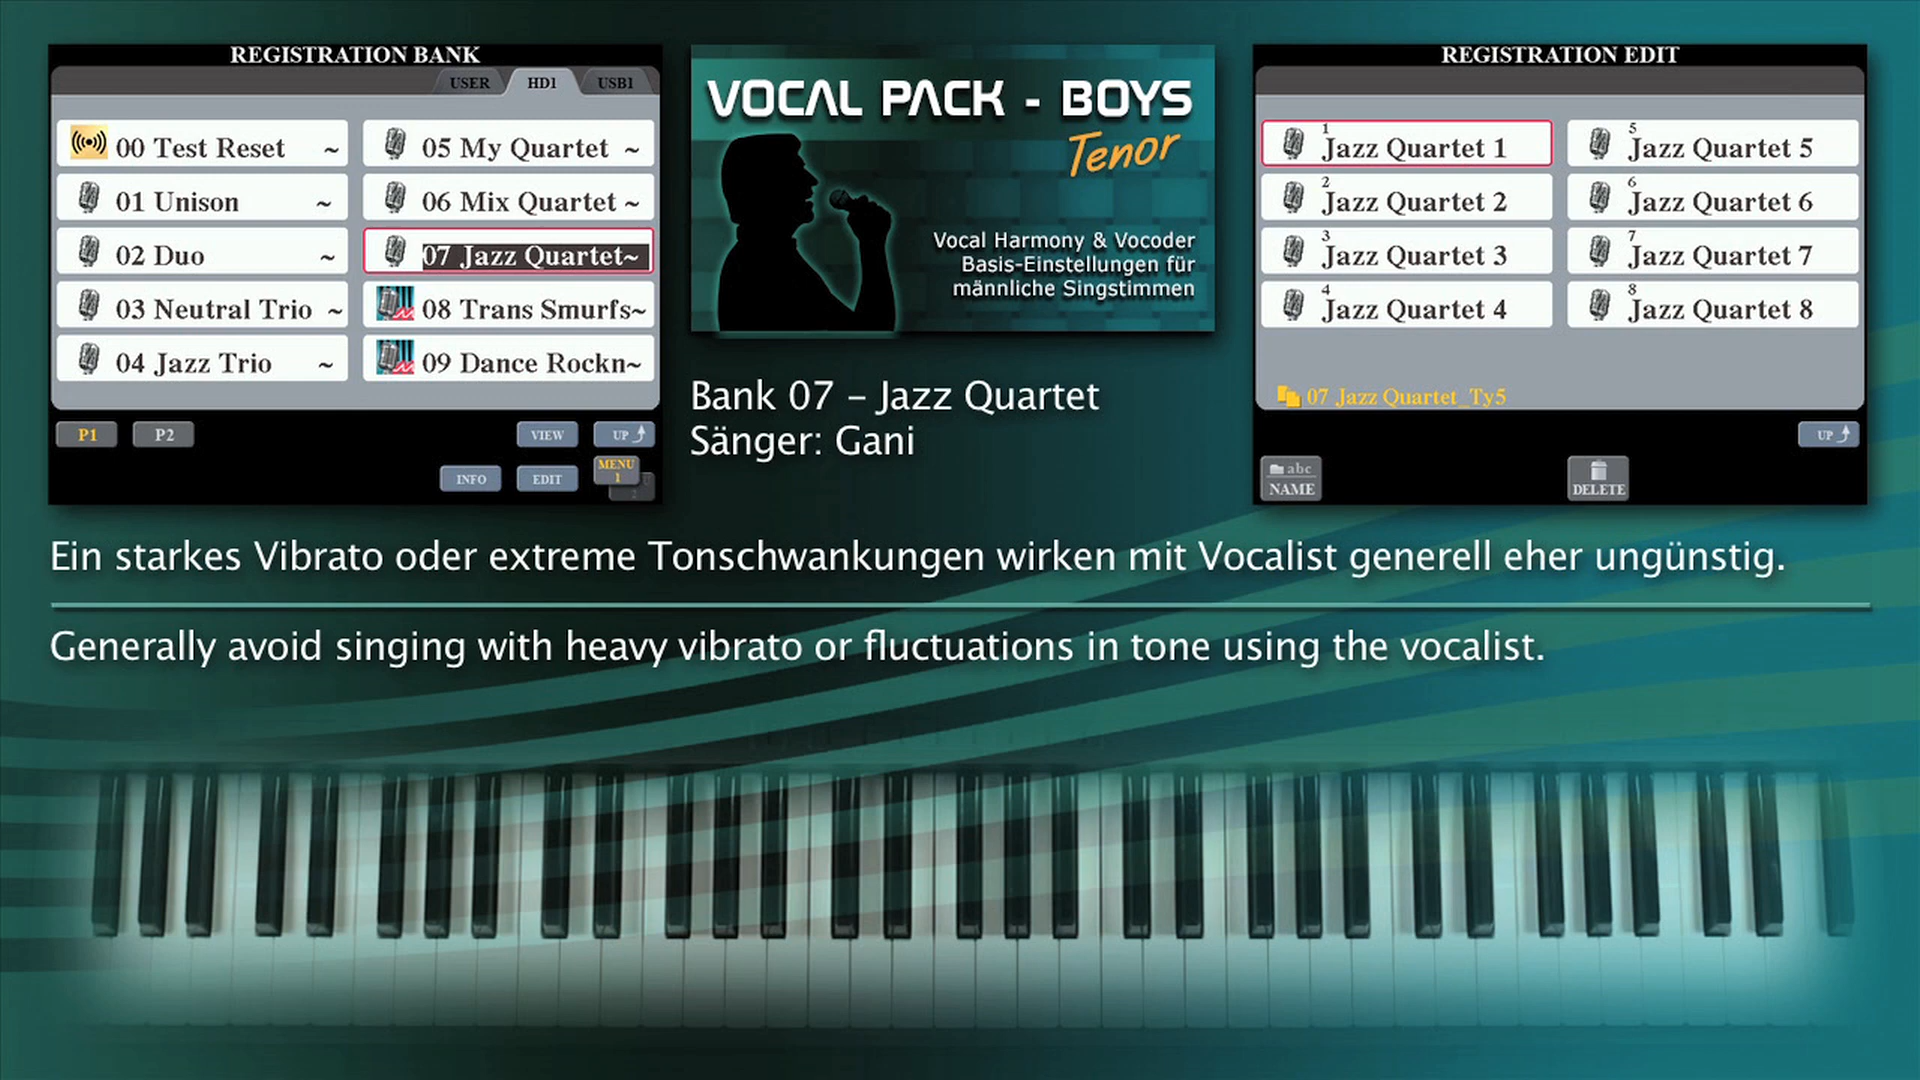 REGISTRATION BANK
USER HD1 USB1
00 Test Reset ~
01 Unison ~
02 Duo ~
03 Neutral Trio ~
04 Jazz Trio ~
05 My Quartet ~
06 Mix Quartet ~
07 Jazz Quartet~
08 Trans Smurfs~
09 Dance Rockn~
P1 P2 VIEW UP
INFO EDIT MENU
1
2
VOCAL PACK - BOYS
Tenor
Vocal Harmony & Vocoder
Basis-Einstellungen für
männliche Singstimmen
Bank 07 – Jazz Quartet
Sänger: Gani
REGISTRATION EDIT
1
Jazz Quartet 1
2
Jazz Quartet 2
3
Jazz Quartet 3
4
Jazz Quartet 4
5
Jazz Quartet 5
6
Jazz Quartet 6
7
Jazz Quartet 7
8
Jazz Quartet 8
07 Jazz Quartet_Ty5
UP
abc
NAME
DELETE
Ein starkes Vibrato oder extreme Tonschwankungen wirken mit Vocalist generell eher ungünstig.
Generally avoid singing with heavy vibrato or fluctuations in tone using the vocalist.